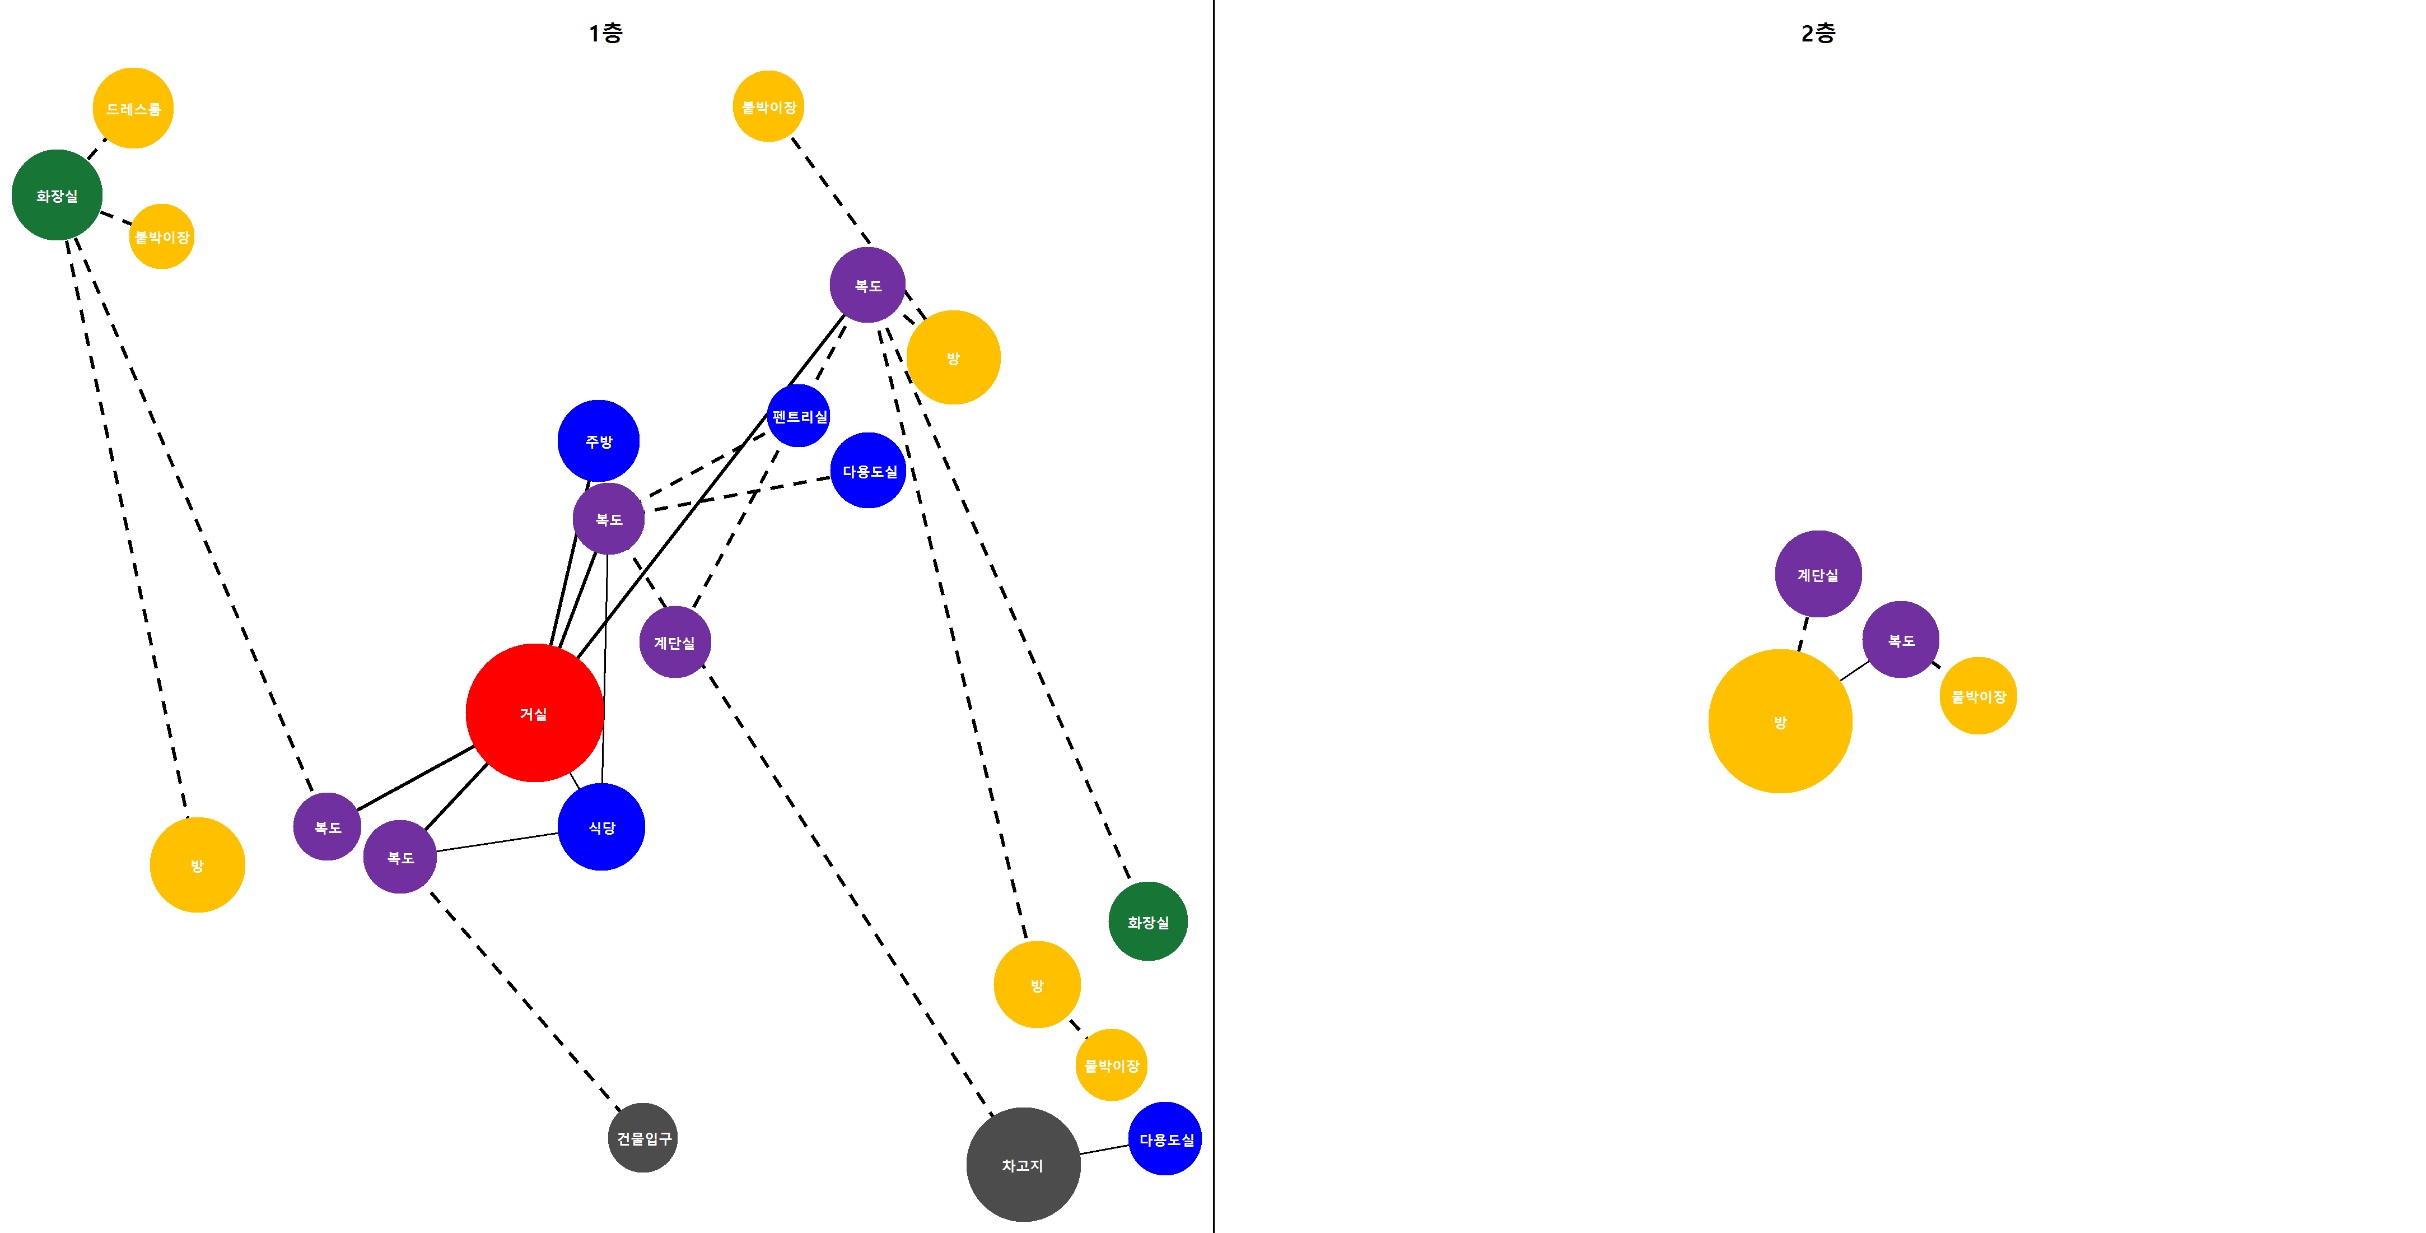 1층
드레스룸
화장실
붙박이장
붙박이장
복도
방
주방
펜트리실
다용도실
복도
계단실
거실
복도
복도
식당
방
화장실
방
붙박이장
건물입구
차고지
다용도실
2층
계단실
복도
붙박이장
방